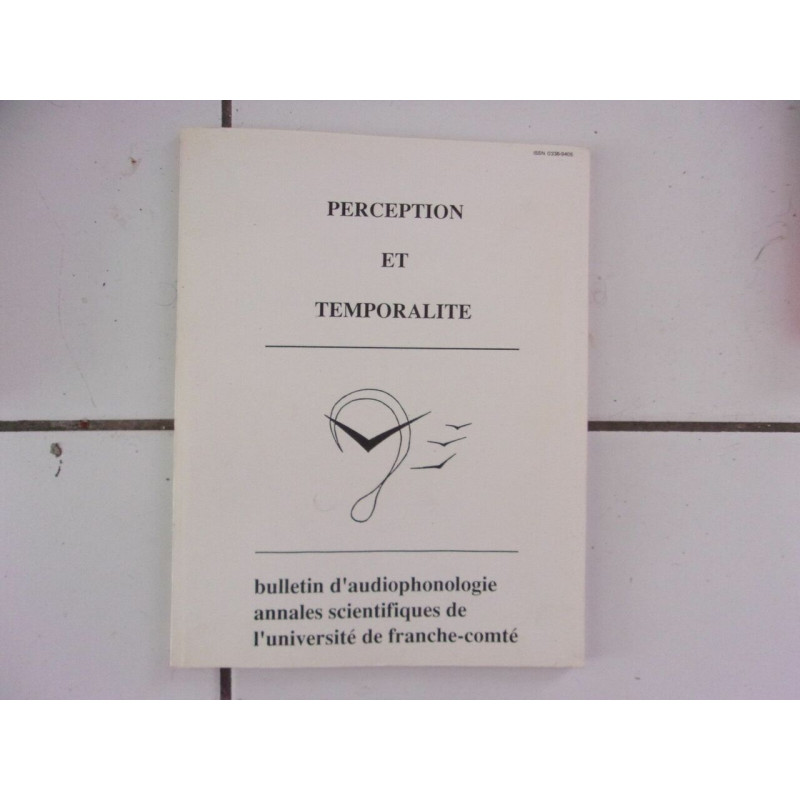 PERCEPTION
ET
TEMPORALITE
bulletin d'audiophonologie
annales scientifiques de
l'université de franche-comté